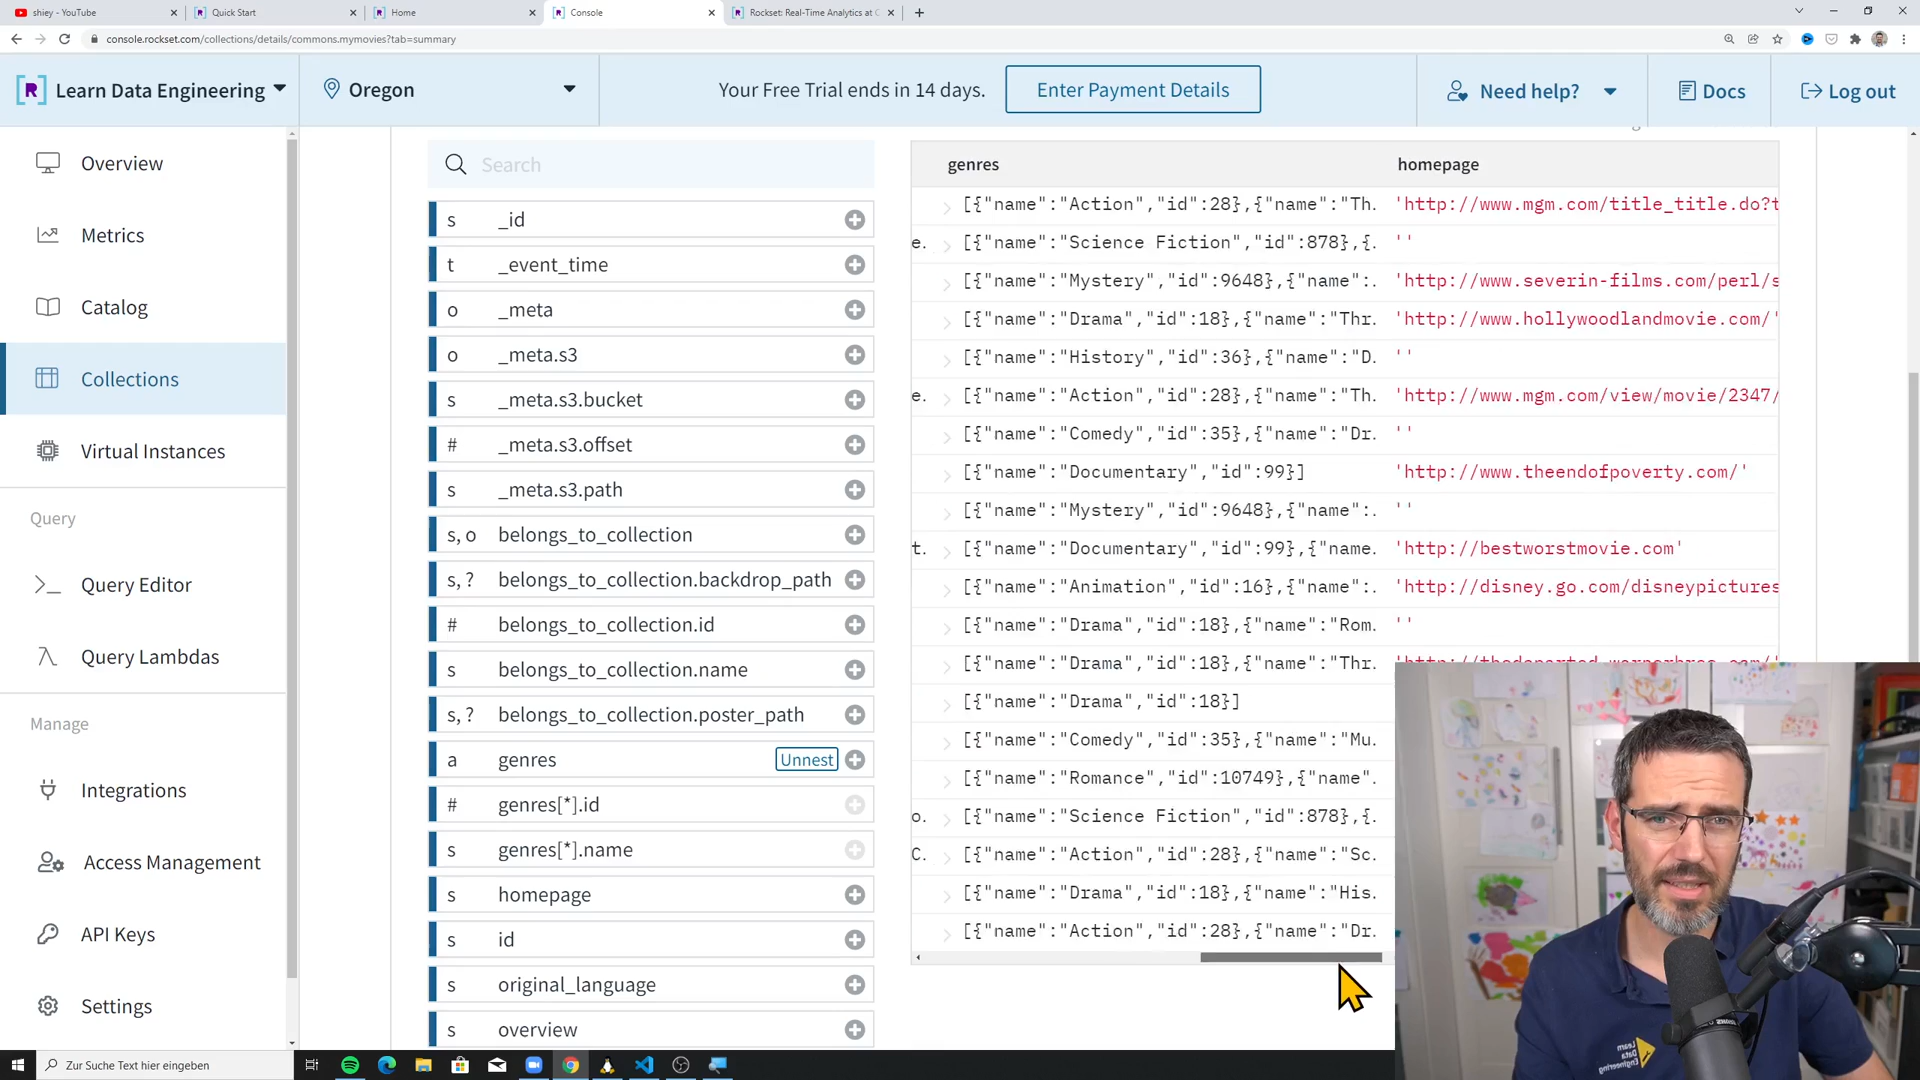 shiey - YouTube
Quick Start
Home
Console
Rockset: Real-Time Analytics at C
console.rockset.com/collections/details/commons.mymovies?tab=summary
R
Learn Data Engineering
Oregon
Your Free Trial ends in 14 days.
Enter Payment Details
Need help?
Docs
Log out
Overview
Metrics
Catalog
Collections
Virtual Instances
Query
Query Editor
Query Lambdas
Manage
Integrations
Access Management
API Keys
Settings
Search
s _id
t _event_time
o _meta
o _meta.s3
s _meta.s3.bucket
# _meta.s3.offset
s _meta.s3.path
s, o belongs_to_collection
s, ? belongs_to_collection.backdrop_path
# belongs_to_collection.id
s belongs_to_collection.name
s, ? belongs_to_collection.poster_path
a genres Unnest
# genres[*].id
s genres[*].name
s homepage
s id
s original_language
s overview
genres homepage
[{"name":"Action","id":28},{"name":"Th. 'http://www.mgm.com/title_title.do?t
e. [{"name":"Science Fiction","id":878},{. ''
[{"name":"Mystery","id":9648},{"name":. 'http://www.severin-films.com/perl/s
[{"name":"Drama","id":18},{"name":"Thr. 'http://www.hollywoodlandmovie.com/'
[{"name":"History","id":36},{"name":"D. ''
e. [{"name":"Action","id":28},{"name":"Th. 'http://www.mgm.com/view/movie/2347/
[{"name":"Comedy","id":35},{"name":"Dr. ''
[{"name":"Documentary","id":99}] 'http://www.theendofpoverty.com/'
[{"name":"Mystery","id":9648},{"name":. ''
t. [{"name":"Documentary","id":99},{"name. 'http://bestworstmovie.com'
[{"name":"Animation","id":16},{"name":. 'http://disney.go.com/disneypictures
[{"name":"Drama","id":18},{"name":"Rom. ''
[{"name":"Drama","id":18},{"name":"Thr.
[{"name":"Drama","id":18}]
[{"name":"Comedy","id":35},{"name":"Mu.
[{"name":"Romance","id":10749},{"name".
o. [{"name":"Science Fiction","id":878},{.
C. [{"name":"Action","id":28},{"name":"Sc.
[{"name":"Drama","id":18},{"name":"His.
[{"name":"Action","id":28},{"name":"Dr.
Learn
Data
Engineering
Zur Suche Text hier eingeben